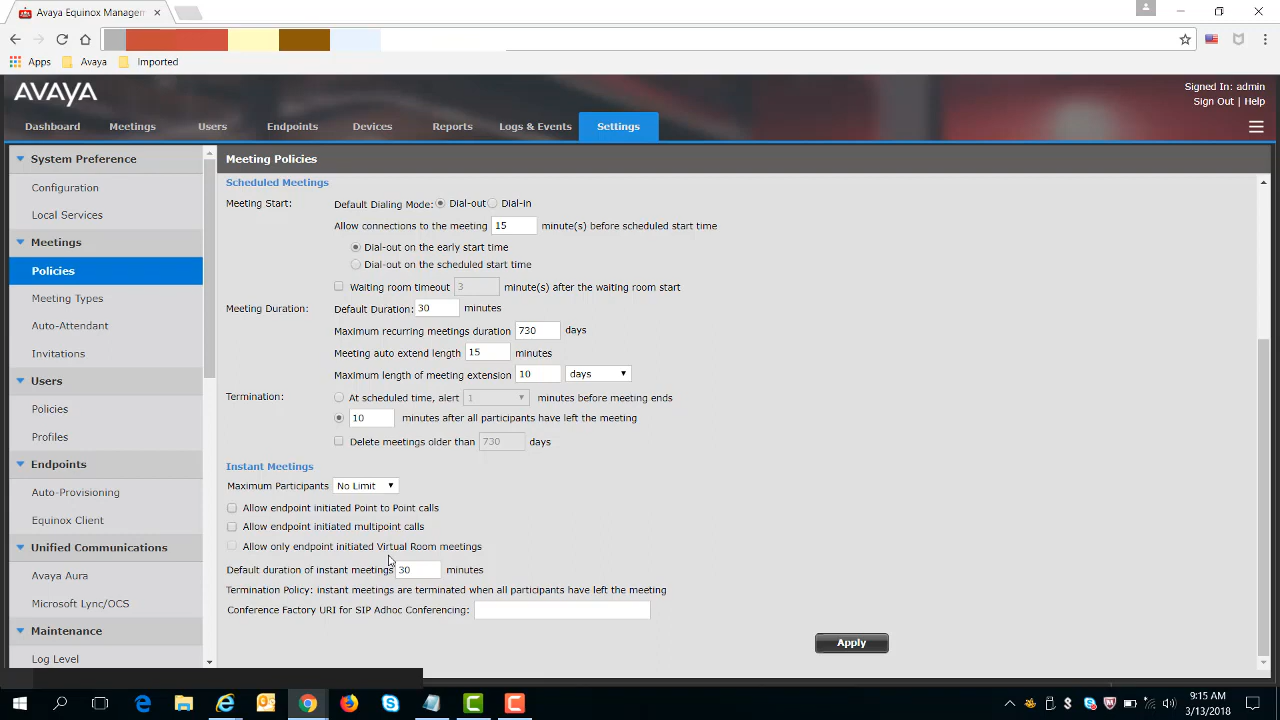 Avaya Equinox Managem
Apps Avaya Imported
AVAYA
Signed In: admin
Sign Out | Help
Dashboard Meetings Users Endpoints Devices Reports Logs & Events Settings
System Preference
Configuration
Local Services
Meetings
Policies
Meeting Types
Auto-Attendant
Invitations
Users
Policies
Profiles
Endpoints
Auto-Provisioning
Equinox Client
Unified Communications
Avaya Aura
Microsoft Lync/OCS
Maintenance
Log Level
Meeting Policies
Scheduled Meetings
Meeting Start: Default Dialing Mode: Dial-out Dial-in
Allow connections to the meeting 15 minute(s) before scheduled start time
Dial-out on the early start time
Dial-out on the scheduled start time
Waiting room timeout 3 minute(s) after the waiting room start
Meeting Duration: Default Duration: 30 minutes
Maximum recurring meetings duration 730 days
Meeting auto extend length 15 minutes
Maximum length of meeting extension 10 days
Termination: At scheduled time, alert 1 minutes before meeting ends
10 minutes after all participants have left the meeting
Delete meetings older than 730 days
Instant Meetings
Maximum Participants No Limit
Allow endpoint initiated Point to Point calls
Allow endpoint initiated multipoint calls
Allow only endpoint initiated Virtual Room meetings
Default duration of instant meetings 30 minutes
Termination Policy: instant meetings are terminated when all participants have left the meeting
Conference Factory URI for SIP Adhoc Conferencing:
Apply
9:15 AM
3/13/2018